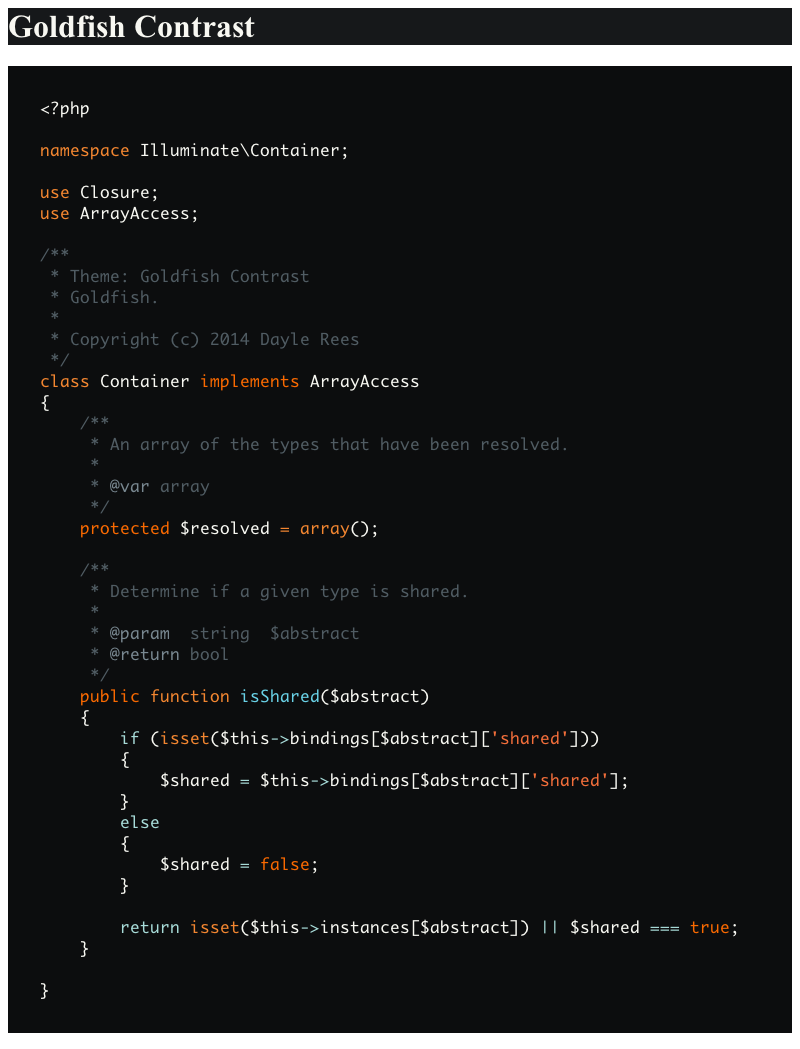 Goldfish Contrast
<?php
namespace Illuminate\Container;
use Closure;
use ArrayAccess;
/**
 * Theme: Goldfish Contrast
 * Goldfish.
 *
 * Copyright (c) 2014 Dayle Rees
 */
class Container implements ArrayAccess
{
    /**
     * An array of the types that have been resolved.
     *
     * @var array
     */
    protected $resolved = array();
    /**
     * Determine if a given type is shared.
     *
     * @param  string  $abstract
     * @return bool
     */
    public function isShared($abstract)
    {
        if (isset($this->bindings[$abstract]['shared']))
        {
            $shared = $this->bindings[$abstract]['shared'];
        }
        else
        {
            $shared = false;
        }
        return isset($this->instances[$abstract]) || $shared === true;
    }
}